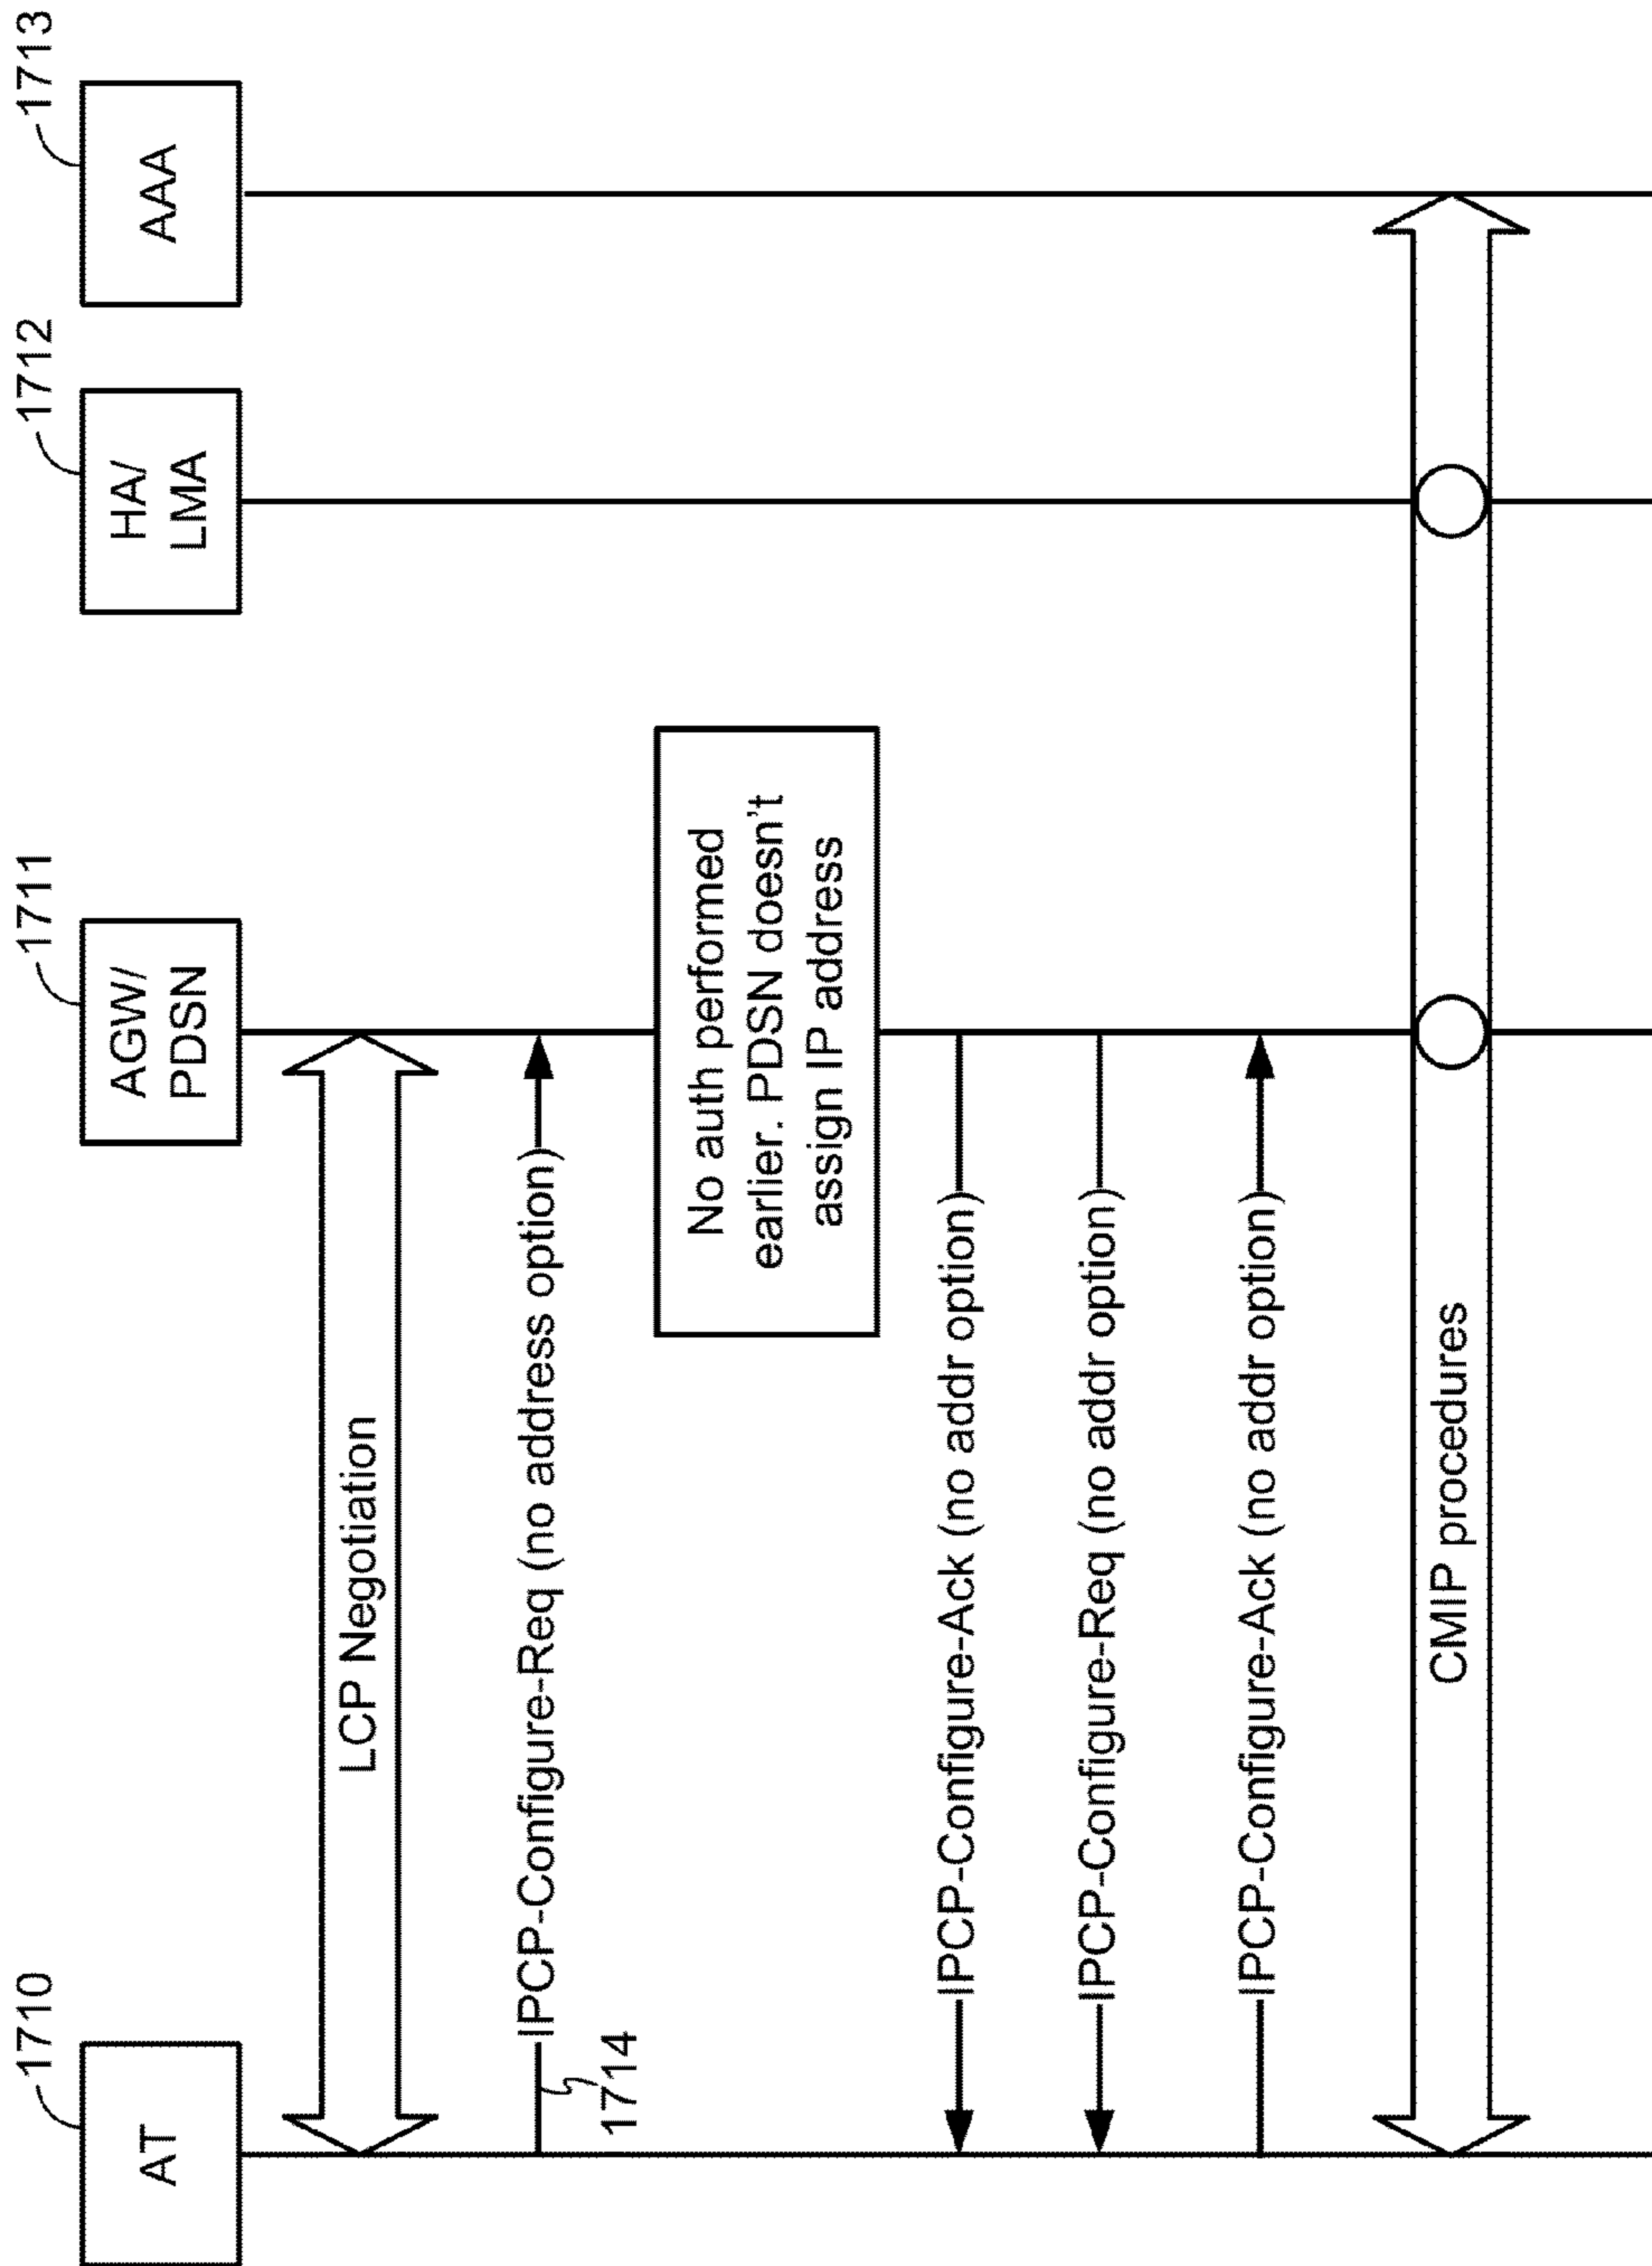 1710
1711
1712
1713
AT
AGW/
PDSN
HA/
LMA
AAA
LCP Negotiation
IPCP-Configure-Req (no address option)
1714
No auth performed
earlier. PDSN doesn't
assign IP address
IPCP-Configure-Ack (no addr option)
IPCP-Configure-Req (no addr option)
IPCP-Configure-Ack (no addr option)
CMIP procedures